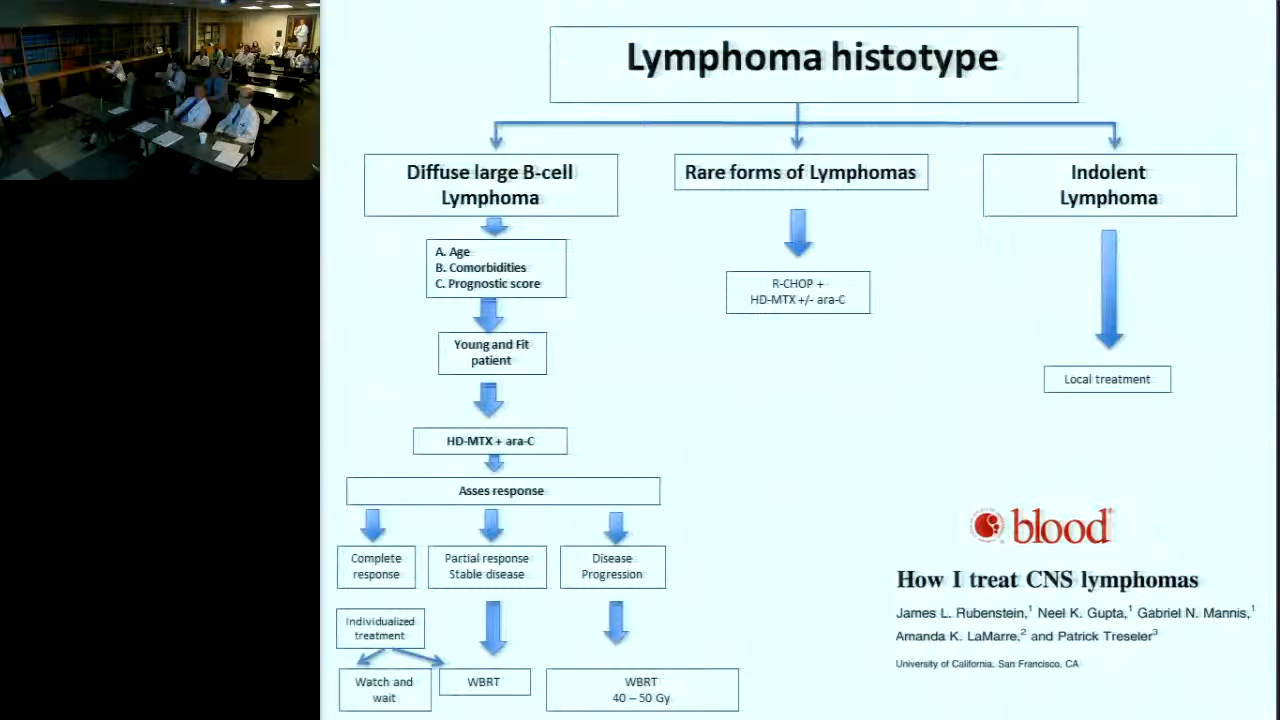 Lymphoma histotype
Diffuse large B-cell
Lymphoma
Rare forms of Lymphomas
Indolent
Lymphoma
A. Age
B. Comorbidities
C. Prognostic score
R-CHOP +
HD-MTX +/- ara-C
Young and Fit
patient
Local treatment
HD-MTX + ara-C
Asses response
Complete
response
Partial response
Stable disease
Disease
Progression
Individualized
treatment
Watch and
wait
WBRT
WBRT
40 – 50 Gy
blood
How I treat CNS lymphomas
James L. Rubenstein,1 Neel K. Gupta,1 Gabriel N. Mannis,1
Amanda K. LaMarre,2 and Patrick Treseler3
University of California, San Francisco, CA